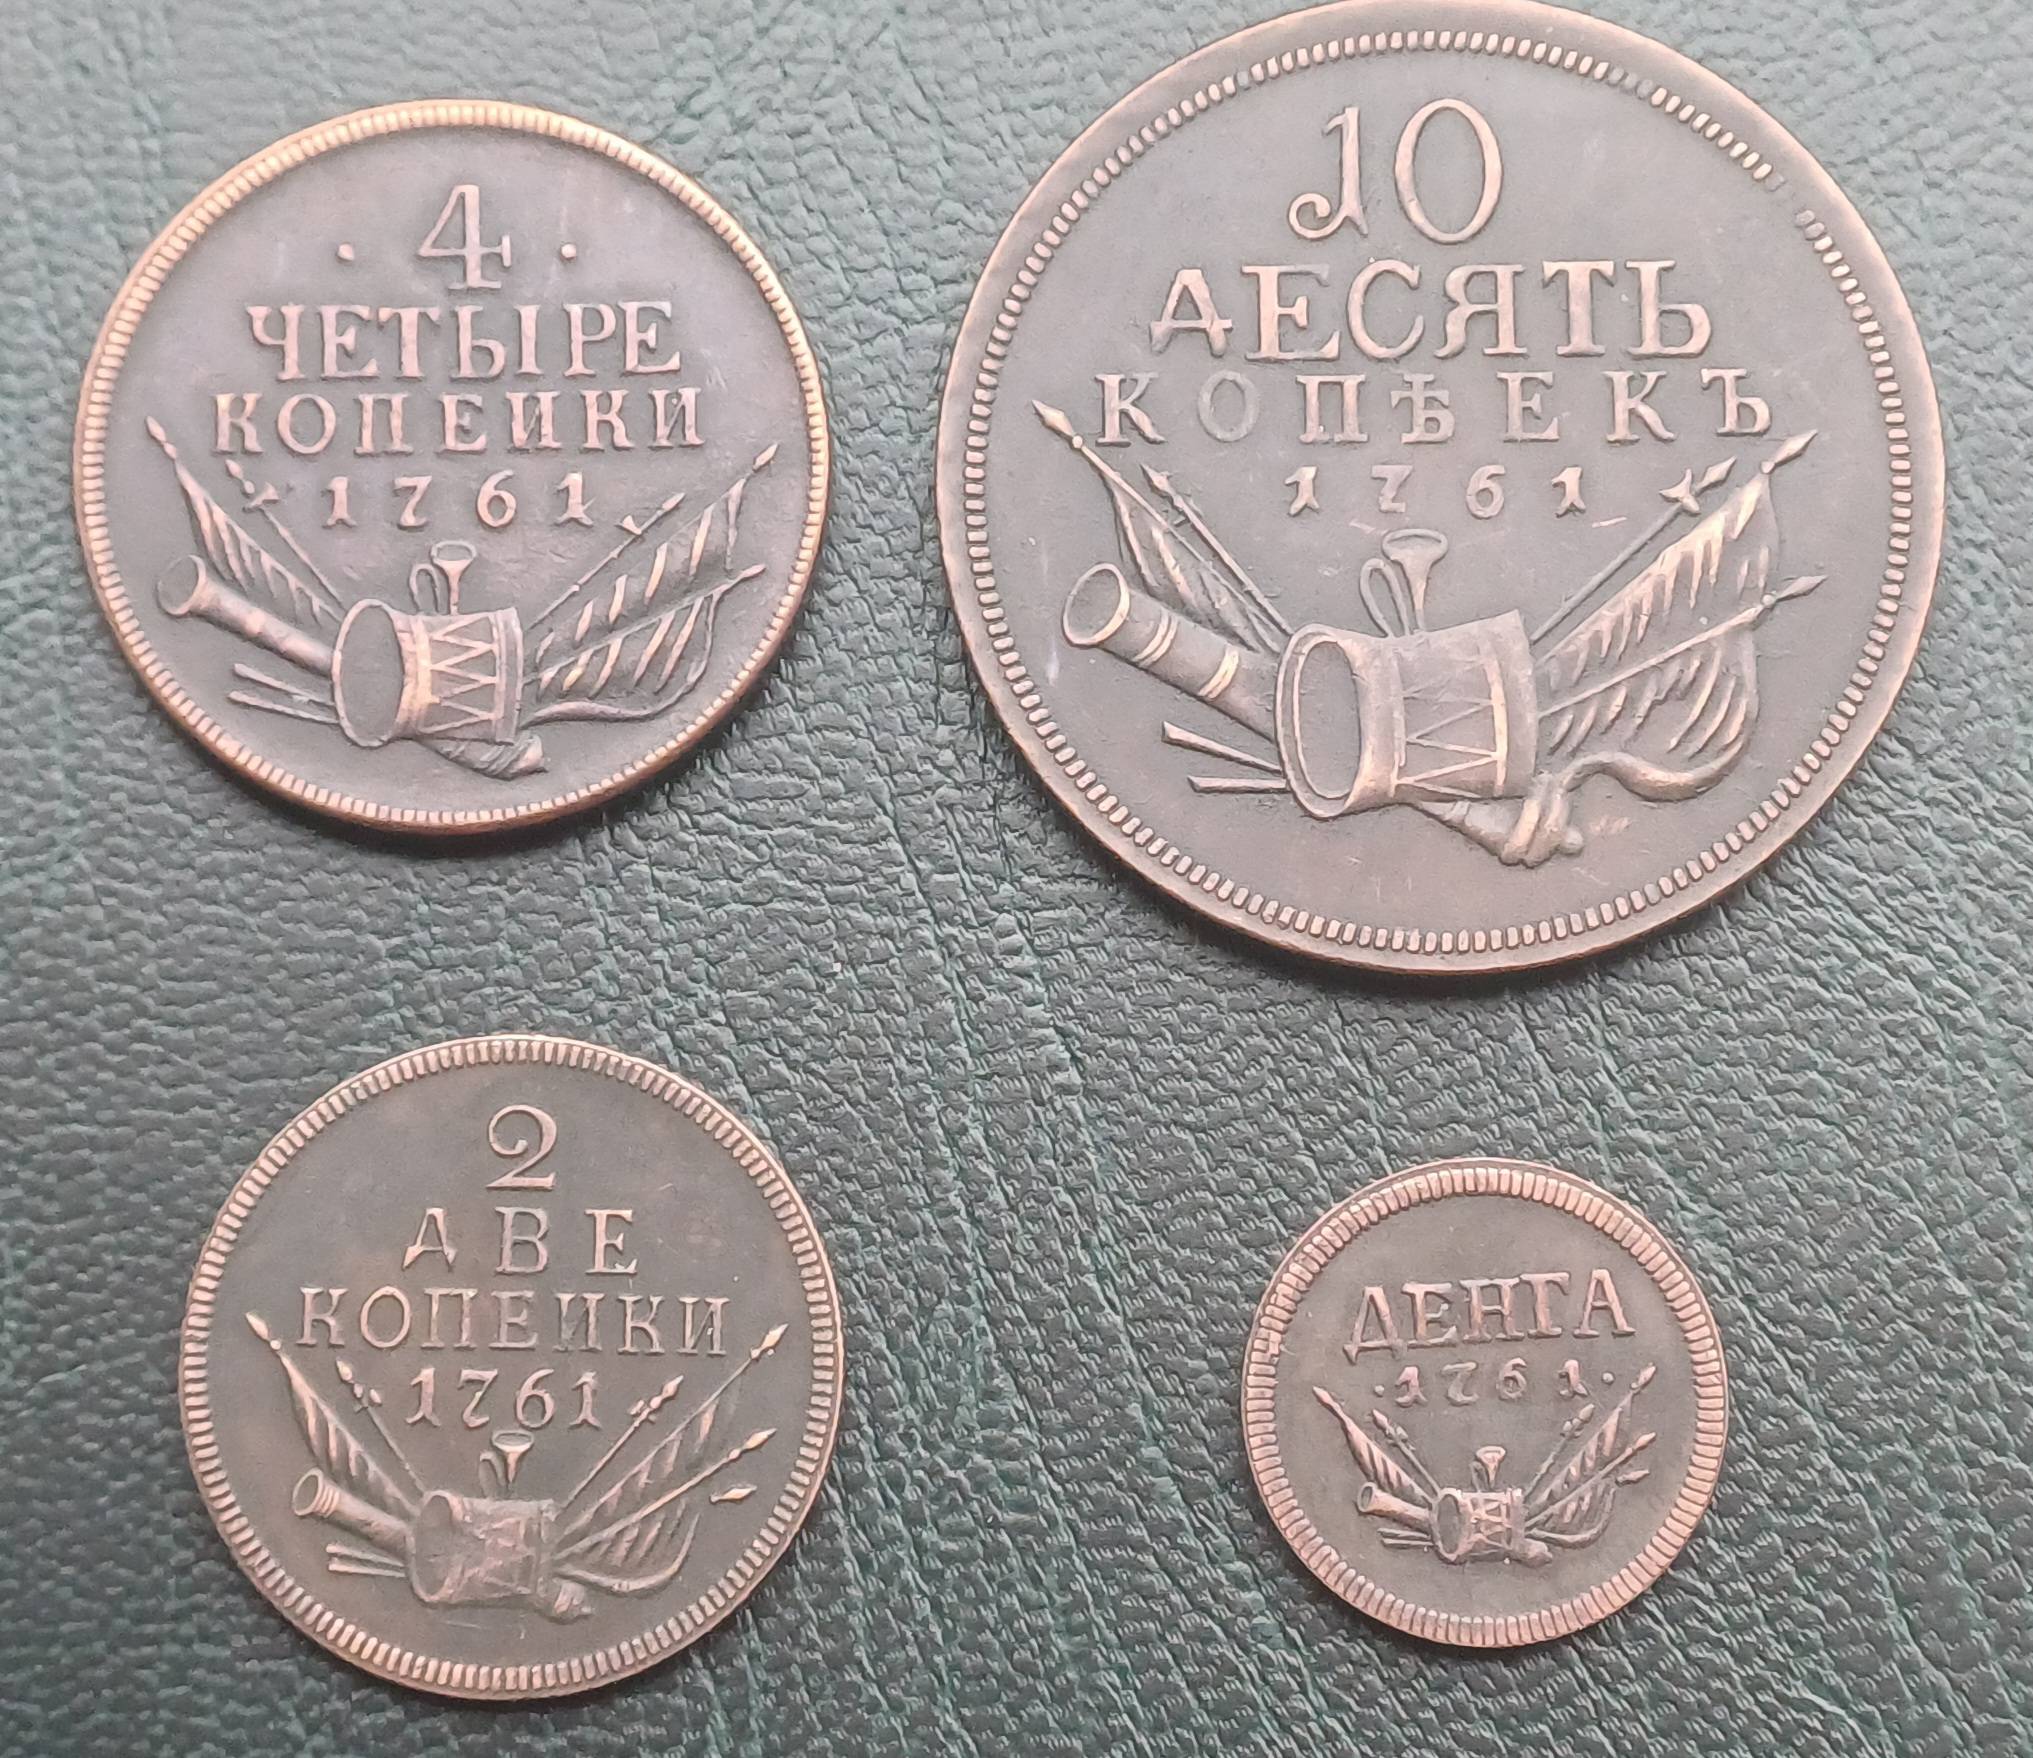 · 4 ·
ЧЕТЫРЕ
КОПЕИКИ
1761
10
ДЕСЯТЬ
КОПѢЕКЪ
1761
2
ДВЕ
КОПЕИКИ
1761
ДЕНГА
·1761·